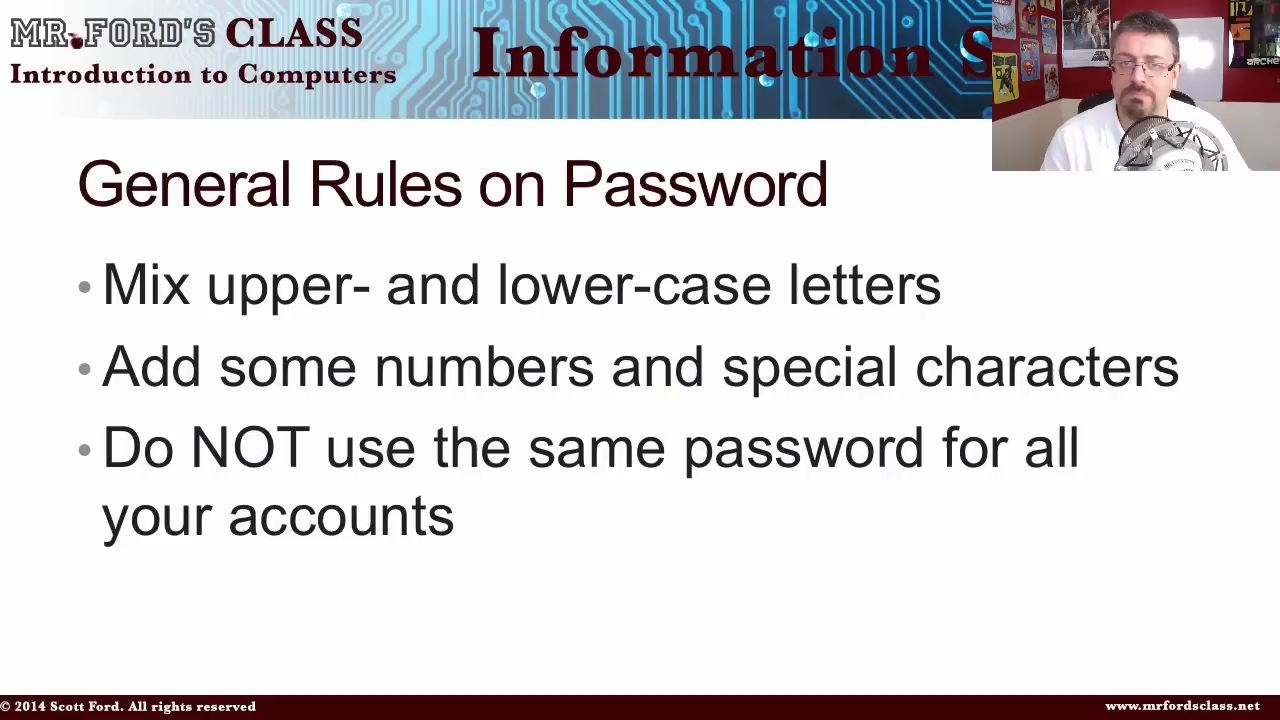 MR. FORD'S CLASS
Introduction to Computers
Information
General Rules on Password
• Mix upper- and lower-case letters
• Add some numbers and special characters
• Do NOT use the same password for all
your accounts
© 2014 Scott Ford. All rights reserved
www.mrfordsclass.net